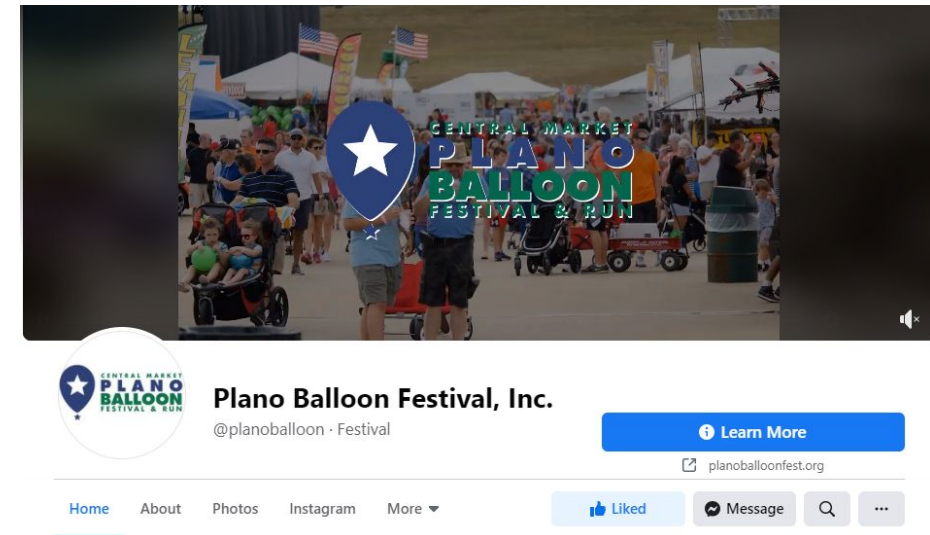 CENTRAL MARKET
PLANO
BALLOON
FESTIVAL & RUN
CENTRAL MARKET
PLANO
BALLOON
FESTIVAL & RUN
Plano Balloon Festival, Inc.
@planoballoon · Festival
Learn More
planoballoonfest.org
Home About Photos Instagram More
Liked Message ...